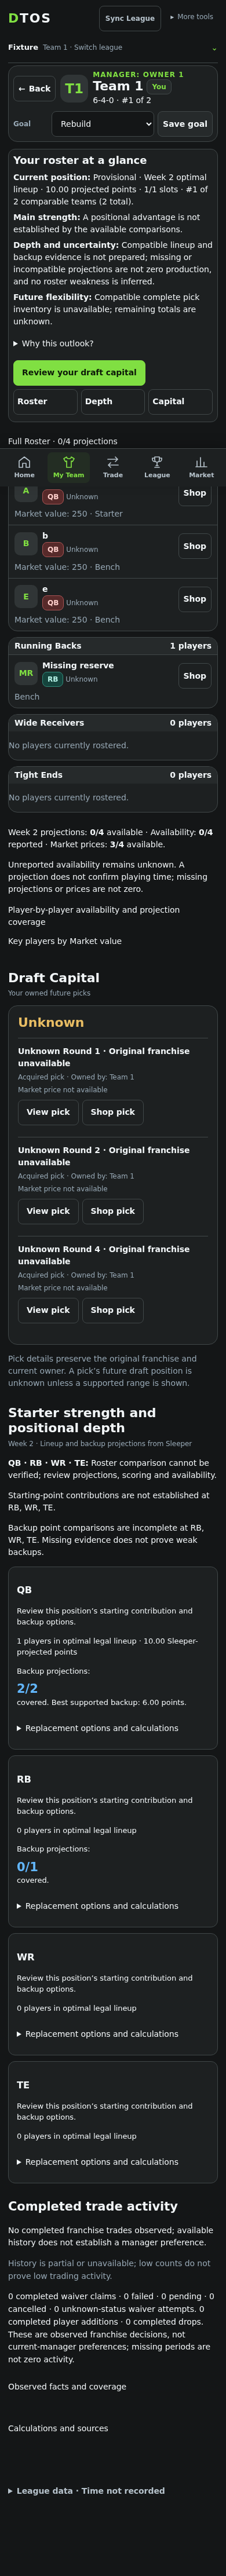 DTOS
Sync League
▸ More tools
Fixture Team 1 · Switch league
← Back
T1
MANAGER: OWNER 1
Team 1 You
6-4-0 · #1 of 2
Goal
Rebuild
Save goal
Your roster at a glance
Current position: Provisional · Week 2 optimal
lineup · 10.00 projected points · 1/1 slots · #1 of
2 comparable teams (2 total).
Main strength: A positional advantage is not
established by the available comparisons.
Depth and uncertainty: Compatible lineup and
backup evidence is not prepared; missing or
incompatible projections are not zero production,
and no roster weakness is inferred.
Future flexibility: Compatible complete pick
inventory is unavailable; remaining totals are
unknown.
▶ Why this outlook?
Review your draft capital
Roster
Depth
Capital
Full Roster · 0/4 projections
Home
My Team
Trade
League
Market
A
QB Unknown
Shop
Market value: 250 · Starter
B
b
QB Unknown
Shop
Market value: 250 · Bench
E
e
QB Unknown
Shop
Market value: 250 · Bench
Running Backs
1 players
MR
Missing reserve
RB Unknown
Shop
Bench
Wide Receivers
0 players
No players currently rostered.
Tight Ends
0 players
No players currently rostered.
Week 2 projections: 0/4 available · Availability: 0/4
reported · Market prices: 3/4 available.
Unreported availability remains unknown. A
projection does not confirm playing time; missing
projections or prices are not zero.
Player-by-player availability and projection
coverage
Key players by Market value
Draft Capital
Your owned future picks
Unknown
Unknown Round 1 · Original franchise
unavailable
Acquired pick · Owned by: Team 1
Market price not available
View pick
Shop pick
Unknown Round 2 · Original franchise
unavailable
Acquired pick · Owned by: Team 1
Market price not available
View pick
Shop pick
Unknown Round 4 · Original franchise
unavailable
Acquired pick · Owned by: Team 1
Market price not available
View pick
Shop pick
Pick details preserve the original franchise and
current owner. A pick's future draft position is
unknown unless a supported range is shown.
Starter strength and
positional depth
Week 2 · Lineup and backup projections from Sleeper
QB · RB · WR · TE: Roster comparison cannot be
verified; review projections, scoring and availability.
Starting-point contributions are not established at
RB, WR, TE.
Backup point comparisons are incomplete at RB,
WR, TE. Missing evidence does not prove weak
backups.
QB
Review this position's starting contribution and
backup options.
1 players in optimal legal lineup · 10.00 Sleeper-
projected points
Backup projections:
2/2
covered. Best supported backup: 6.00 points.
▶ Replacement options and calculations
RB
Review this position's starting contribution and
backup options.
0 players in optimal legal lineup
Backup projections:
0/1
covered.
▶ Replacement options and calculations
WR
Review this position's starting contribution and
backup options.
0 players in optimal legal lineup
▶ Replacement options and calculations
TE
Review this position's starting contribution and
backup options.
0 players in optimal legal lineup
▶ Replacement options and calculations
Completed trade activity
No completed franchise trades observed; available
history does not establish a manager preference.
History is partial or unavailable; low counts do not
prove low trading activity.
0 completed waiver claims · 0 failed · 0 pending · 0
cancelled · 0 unknown-status waiver attempts. 0
completed player additions · 0 completed drops.
These are observed franchise decisions, not
current-manager preferences; missing periods are
not zero activity.
Observed facts and coverage
Calculations and sources
▶ League data · Time not recorded